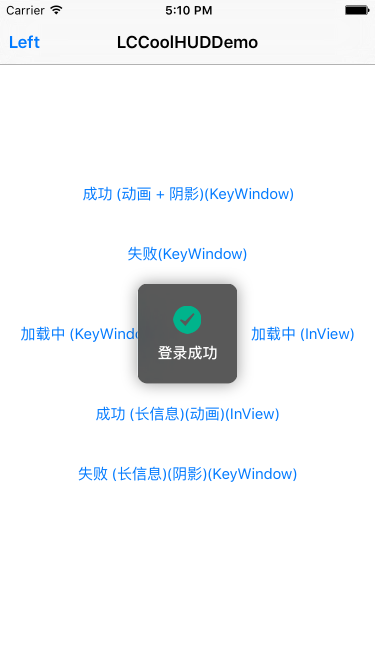 Carrier 5:10 PM
Left LCCoolHUDDemo
成功 (动画 + 阴影)(KeyWindow)
失败(KeyWindow)
加载中 (KeyWindo 加载中 (InView)
登录成功
成功 (长信息)(动画)(InView)
失败 (长信息)(阴影)(KeyWindow)